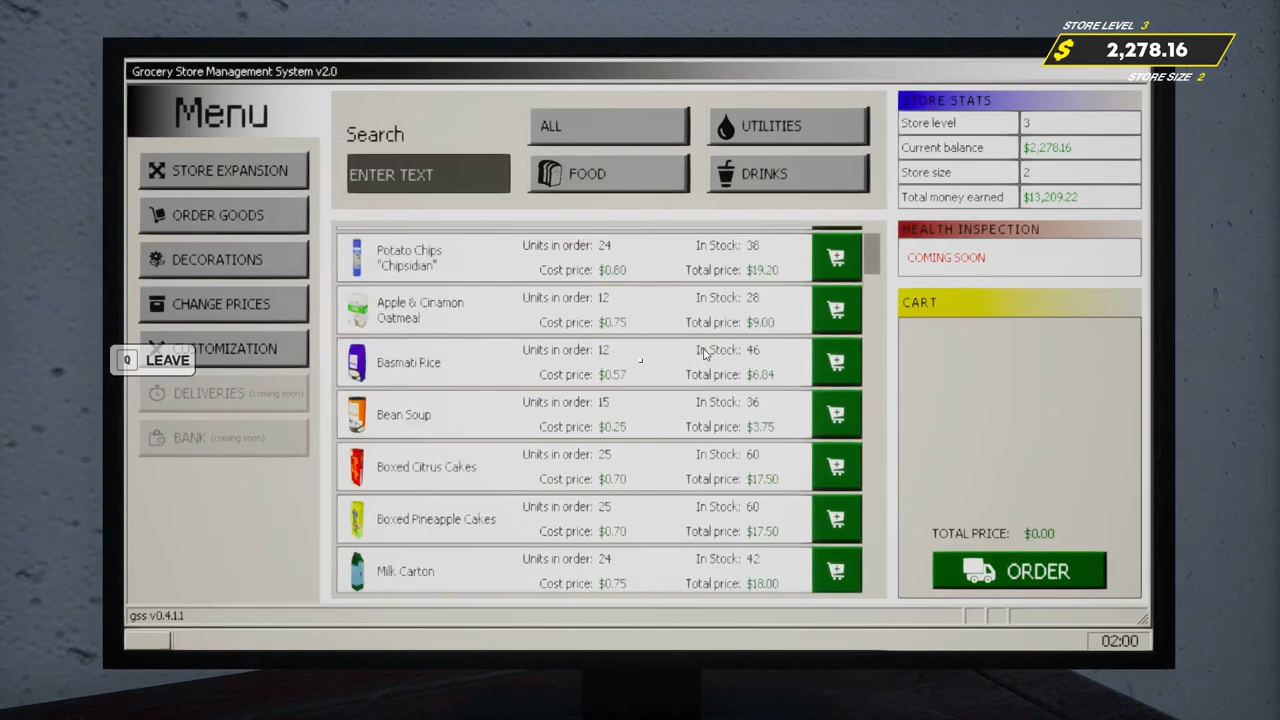 STORE LEVEL 3
$ 2,278.16
STORE SIZE 2
Grocery Store Management System v2.0
Menu
STORE EXPANSION
ORDER GOODS
DECORATIONS
CHANGE PRICES
CUSTOMIZATION
Q LEAVE
DELIVERIES (coming soon)
BANK (coming soon)
Search
ENTER TEXT
ALL
UTILITIES
FOOD
DRINKS
Potato Chips "Chipsidian"
Units in order: 24 In Stock: 38
Cost price: $0.80 Total price: $19.20
Apple & Cinamon Oatmeal
Units in order: 12 In Stock: 28
Cost price: $0.75 Total price: $9.00
Basmati Rice
Units in order: 12 In Stock: 46
Cost price: $0.57 Total price: $6.84
Bean Soup
Units in order: 15 In Stock: 36
Cost price: $0.25 Total price: $3.75
Boxed Citrus Cakes
Units in order: 25 In Stock: 60
Cost price: $0.70 Total price: $17.50
Boxed Pineapple Cakes
Units in order: 25 In Stock: 60
Cost price: $0.70 Total price: $17.50
Milk Carton
Units in order: 24 In Stock: 42
Cost price: $0.75 Total price: $18.00
STORE STATS
Store level 3
Current balance $2,278.16
Store size 2
Total money earned $13,209.22
HEALTH INSPECTION
COMING SOON
CART
TOTAL PRICE: $0.00
ORDER
gss v0.4.1.1
02:00